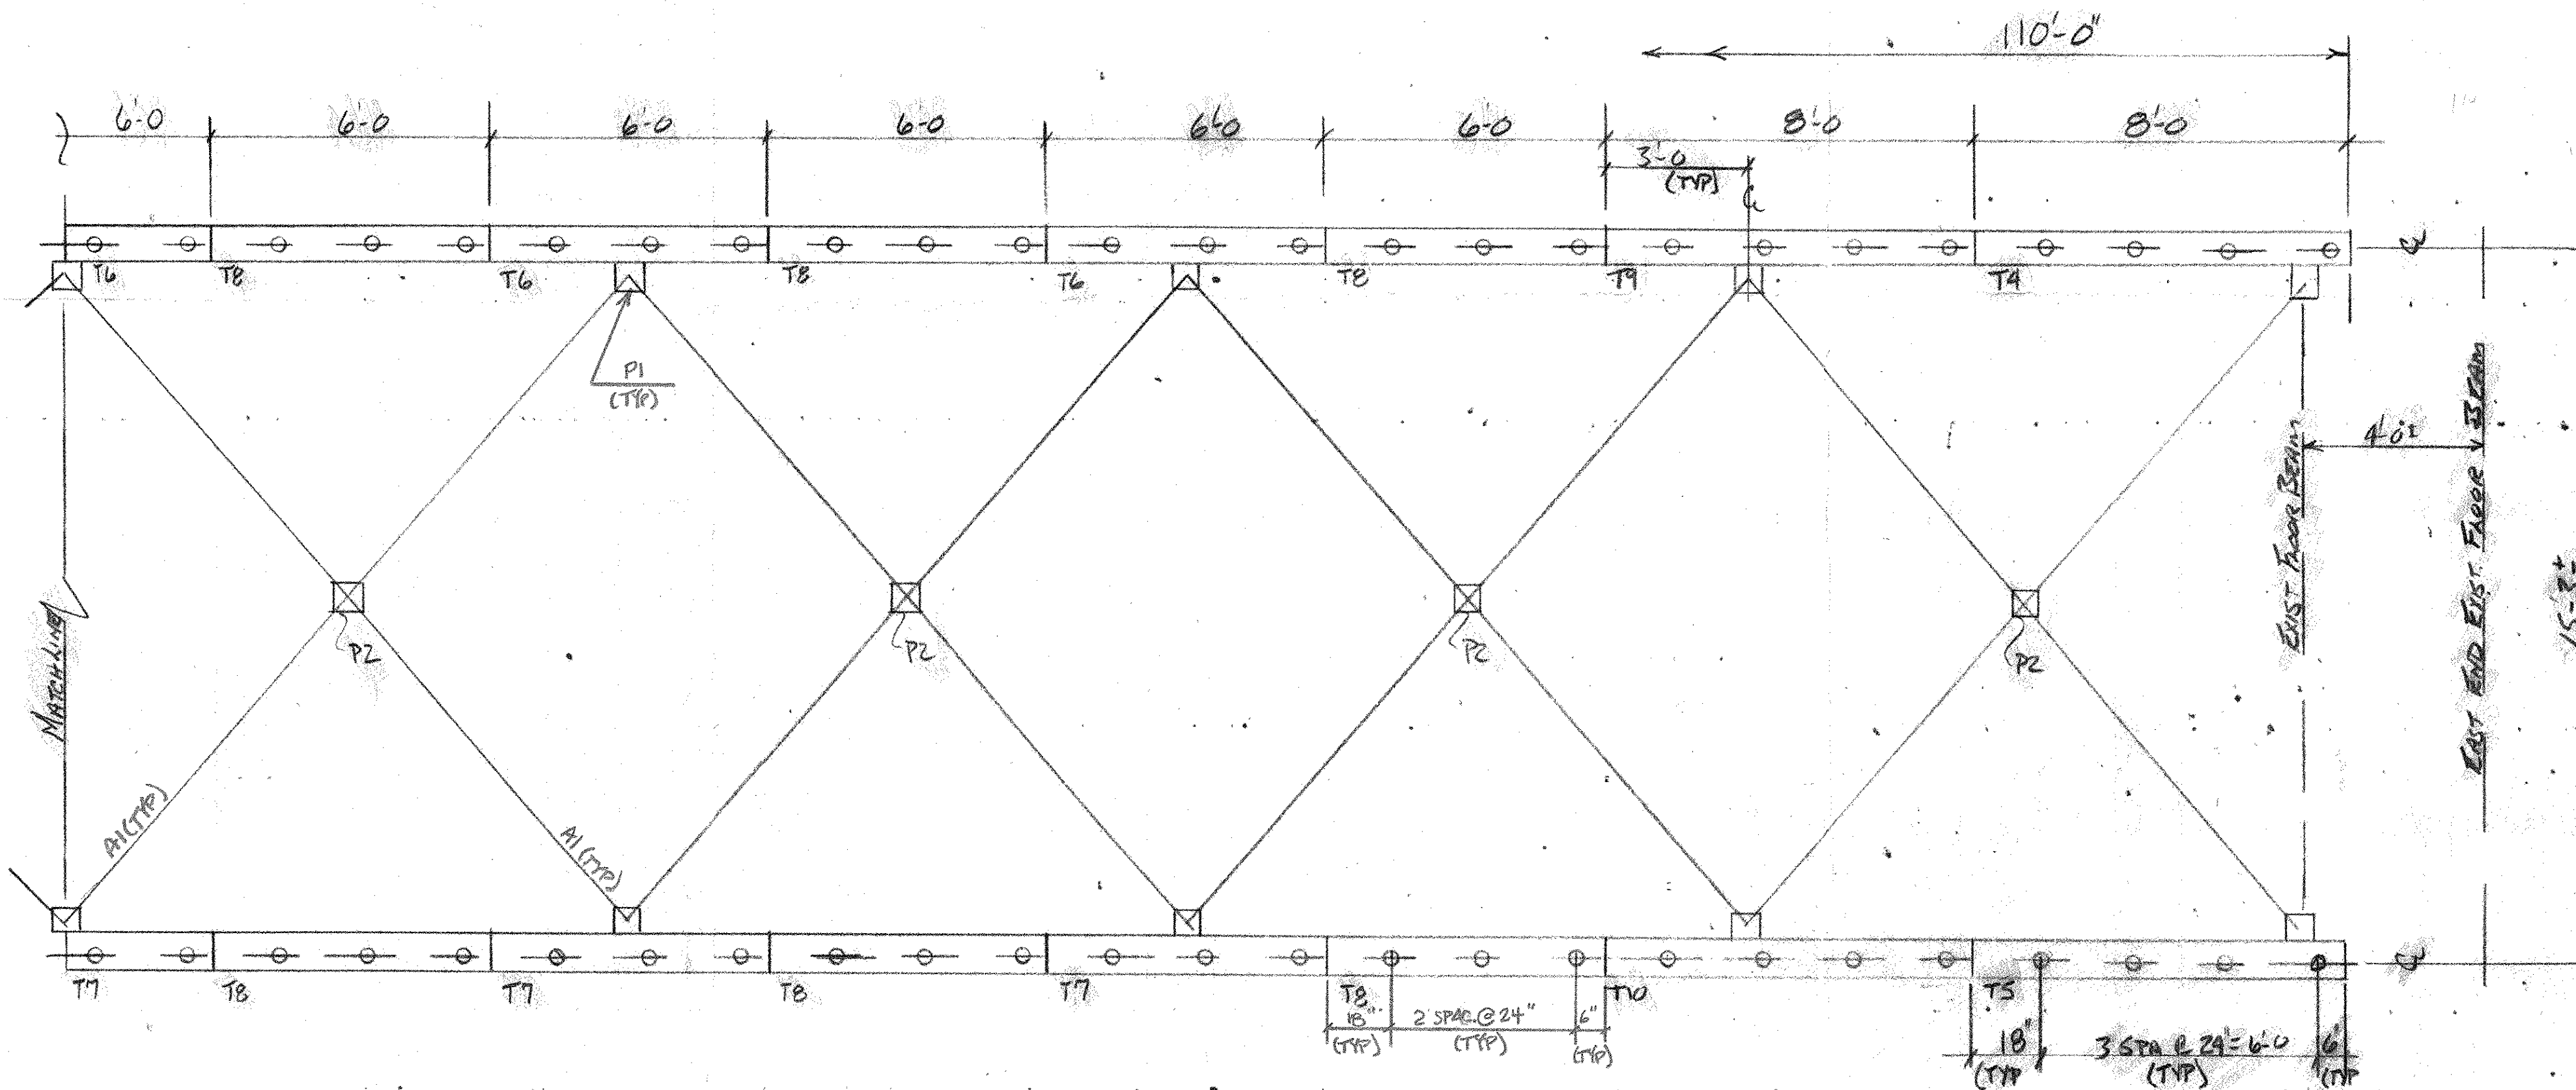 110'-0"
6'-0 6'-0 6'-0 6'-0 6'-0 6'-0 8'-0 8'-0
3'-0
(TYP)
T6 T8 T6 T8 T6 T8 T9 T4
P1
(TYP)
4'-0±
EXIST FLOOR BEAM
EAST END EXIST. FLOOR BEAM
15'-3±
MATCHLINE
P2 P2 P2 P2
A1 (TYP)
A1 (TYP)
T7 T8 T7 T8 T7 T8 T10 T5
18" 2 SPAC. @ 24" 6"
(TYP) (TYP) (TYP)
18" 3 SPA @ 24" = 6'-0 6"
(TYP (TYP) (TYP